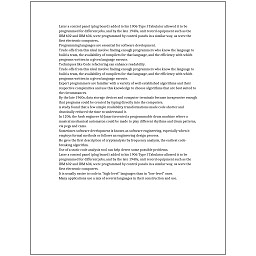 Later a control panel (plug board) added to his 1906 Type I Tabulator allowed it to be
programmed for different jobs, and by the late 1940s, unit record equipment such as the
IBM 602 and IBM 604, were programmed by control panels in a similar way, as were the
first electronic computers.
Programming languages are essential for software development.
Trade-offs from this ideal involve finding enough programmers who know the language to
build a team, the availability of compilers for that language, and the efficiency with which
programs written in a given language execute.
Techniques like Code refactoring can enhance readability.
Trade-offs from this ideal involve finding enough programmers who know the language to
build a team, the availability of compilers for that language, and the efficiency with which
programs written in a given language execute.
Expert programmers are familiar with a variety of well-established algorithms and their
respective complexities and use this knowledge to choose algorithms that are best suited to
the circumstances.
By the late 1960s, data storage devices and computer terminals became inexpensive enough
that programs could be created by typing directly into the computers.
A study found that a few simple readability transformations made code shorter and
drastically reduced the time to understand it.
In 1206, the Arab engineer Al-Jazari invented a programmable drum machine where a
musical mechanical automaton could be made to play different rhythms and drum patterns,
via pegs and cams.
Sometimes software development is known as software engineering, especially when it
employs formal methods or follows an engineering design process.
He gave the first description of cryptanalysis by frequency analysis, the earliest code-
breaking algorithm.
Use of a static code analysis tool can help detect some possible problems.
Later a control panel (plug board) added to his 1906 Type I Tabulator allowed it to be
programmed for different jobs, and by the late 1940s, unit record equipment such as the
IBM 602 and IBM 604, were programmed by control panels in a similar way, as were the
first electronic computers.
It is usually easier to code in "high-level" languages than in "low-level" ones.
Many applications use a mix of several languages in their construction and use.